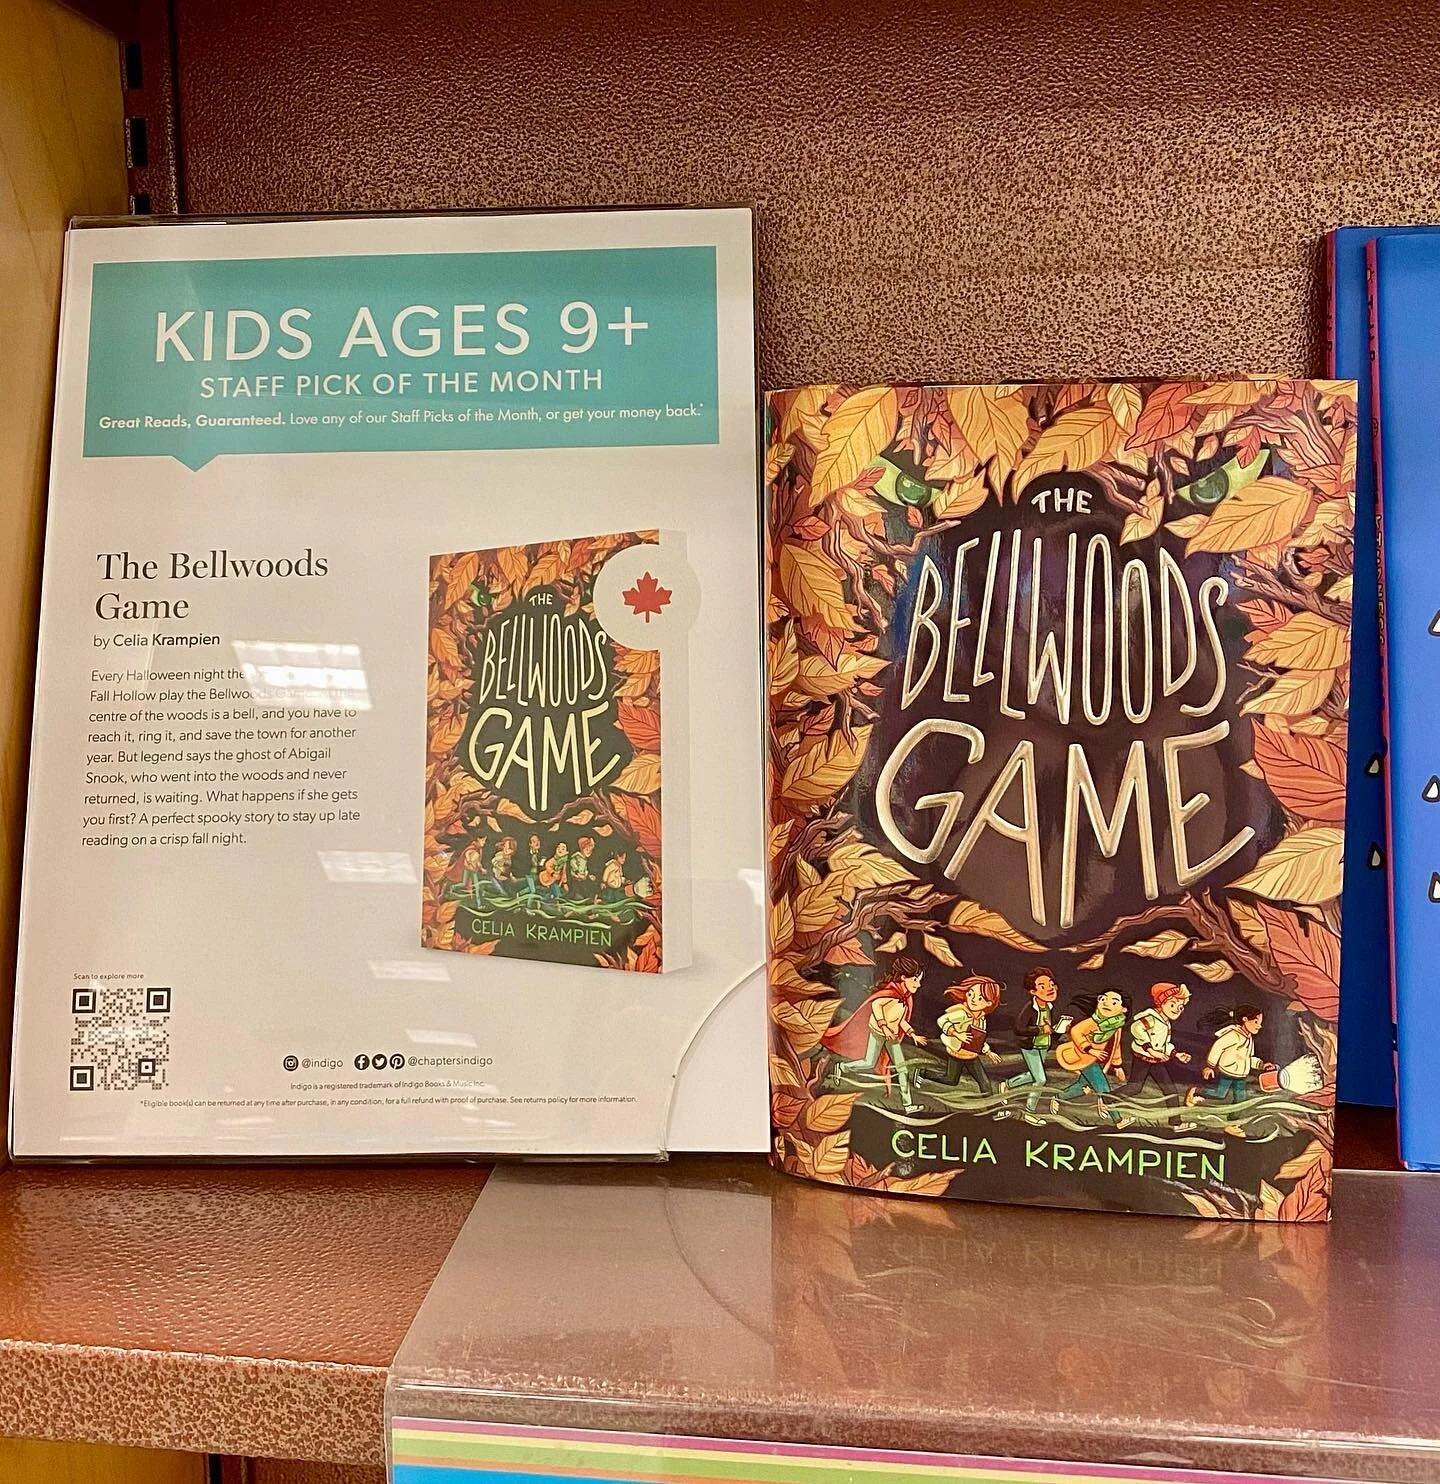 KIDS AGES 9+
STAFF PICK OF THE MONTH
Great Reads, Guaranteed. Love any of our Staff Picks of the Month, or get your money back.*
The Bellwoods
Game
by Celia Krampien
Every Halloween night the
Fall Hollow play the
centre of the woods is a bell, and you have to
reach it, ring it, and save the town for another
year. But legend says the ghost of Abigail
Snook, who went into the woods and never
returned, is waiting. What happens if she gets
you first? A perfect spooky story to stay up late
reading on a crisp fall night.
THE
BELLWOODS
GAME
CELIA KRAMPIEN
Scan to explore more
@indigo @chaptersindigo
Indigo is a registered trademark of Indigo Books & Music Inc.
*Eligible book(s) can be returned at any time after purchase, in any condition, for a full refund with proof of purchase. See returns policy for more information.
THE
BELLWOODS
GAME
CELIA KRAMPIEN